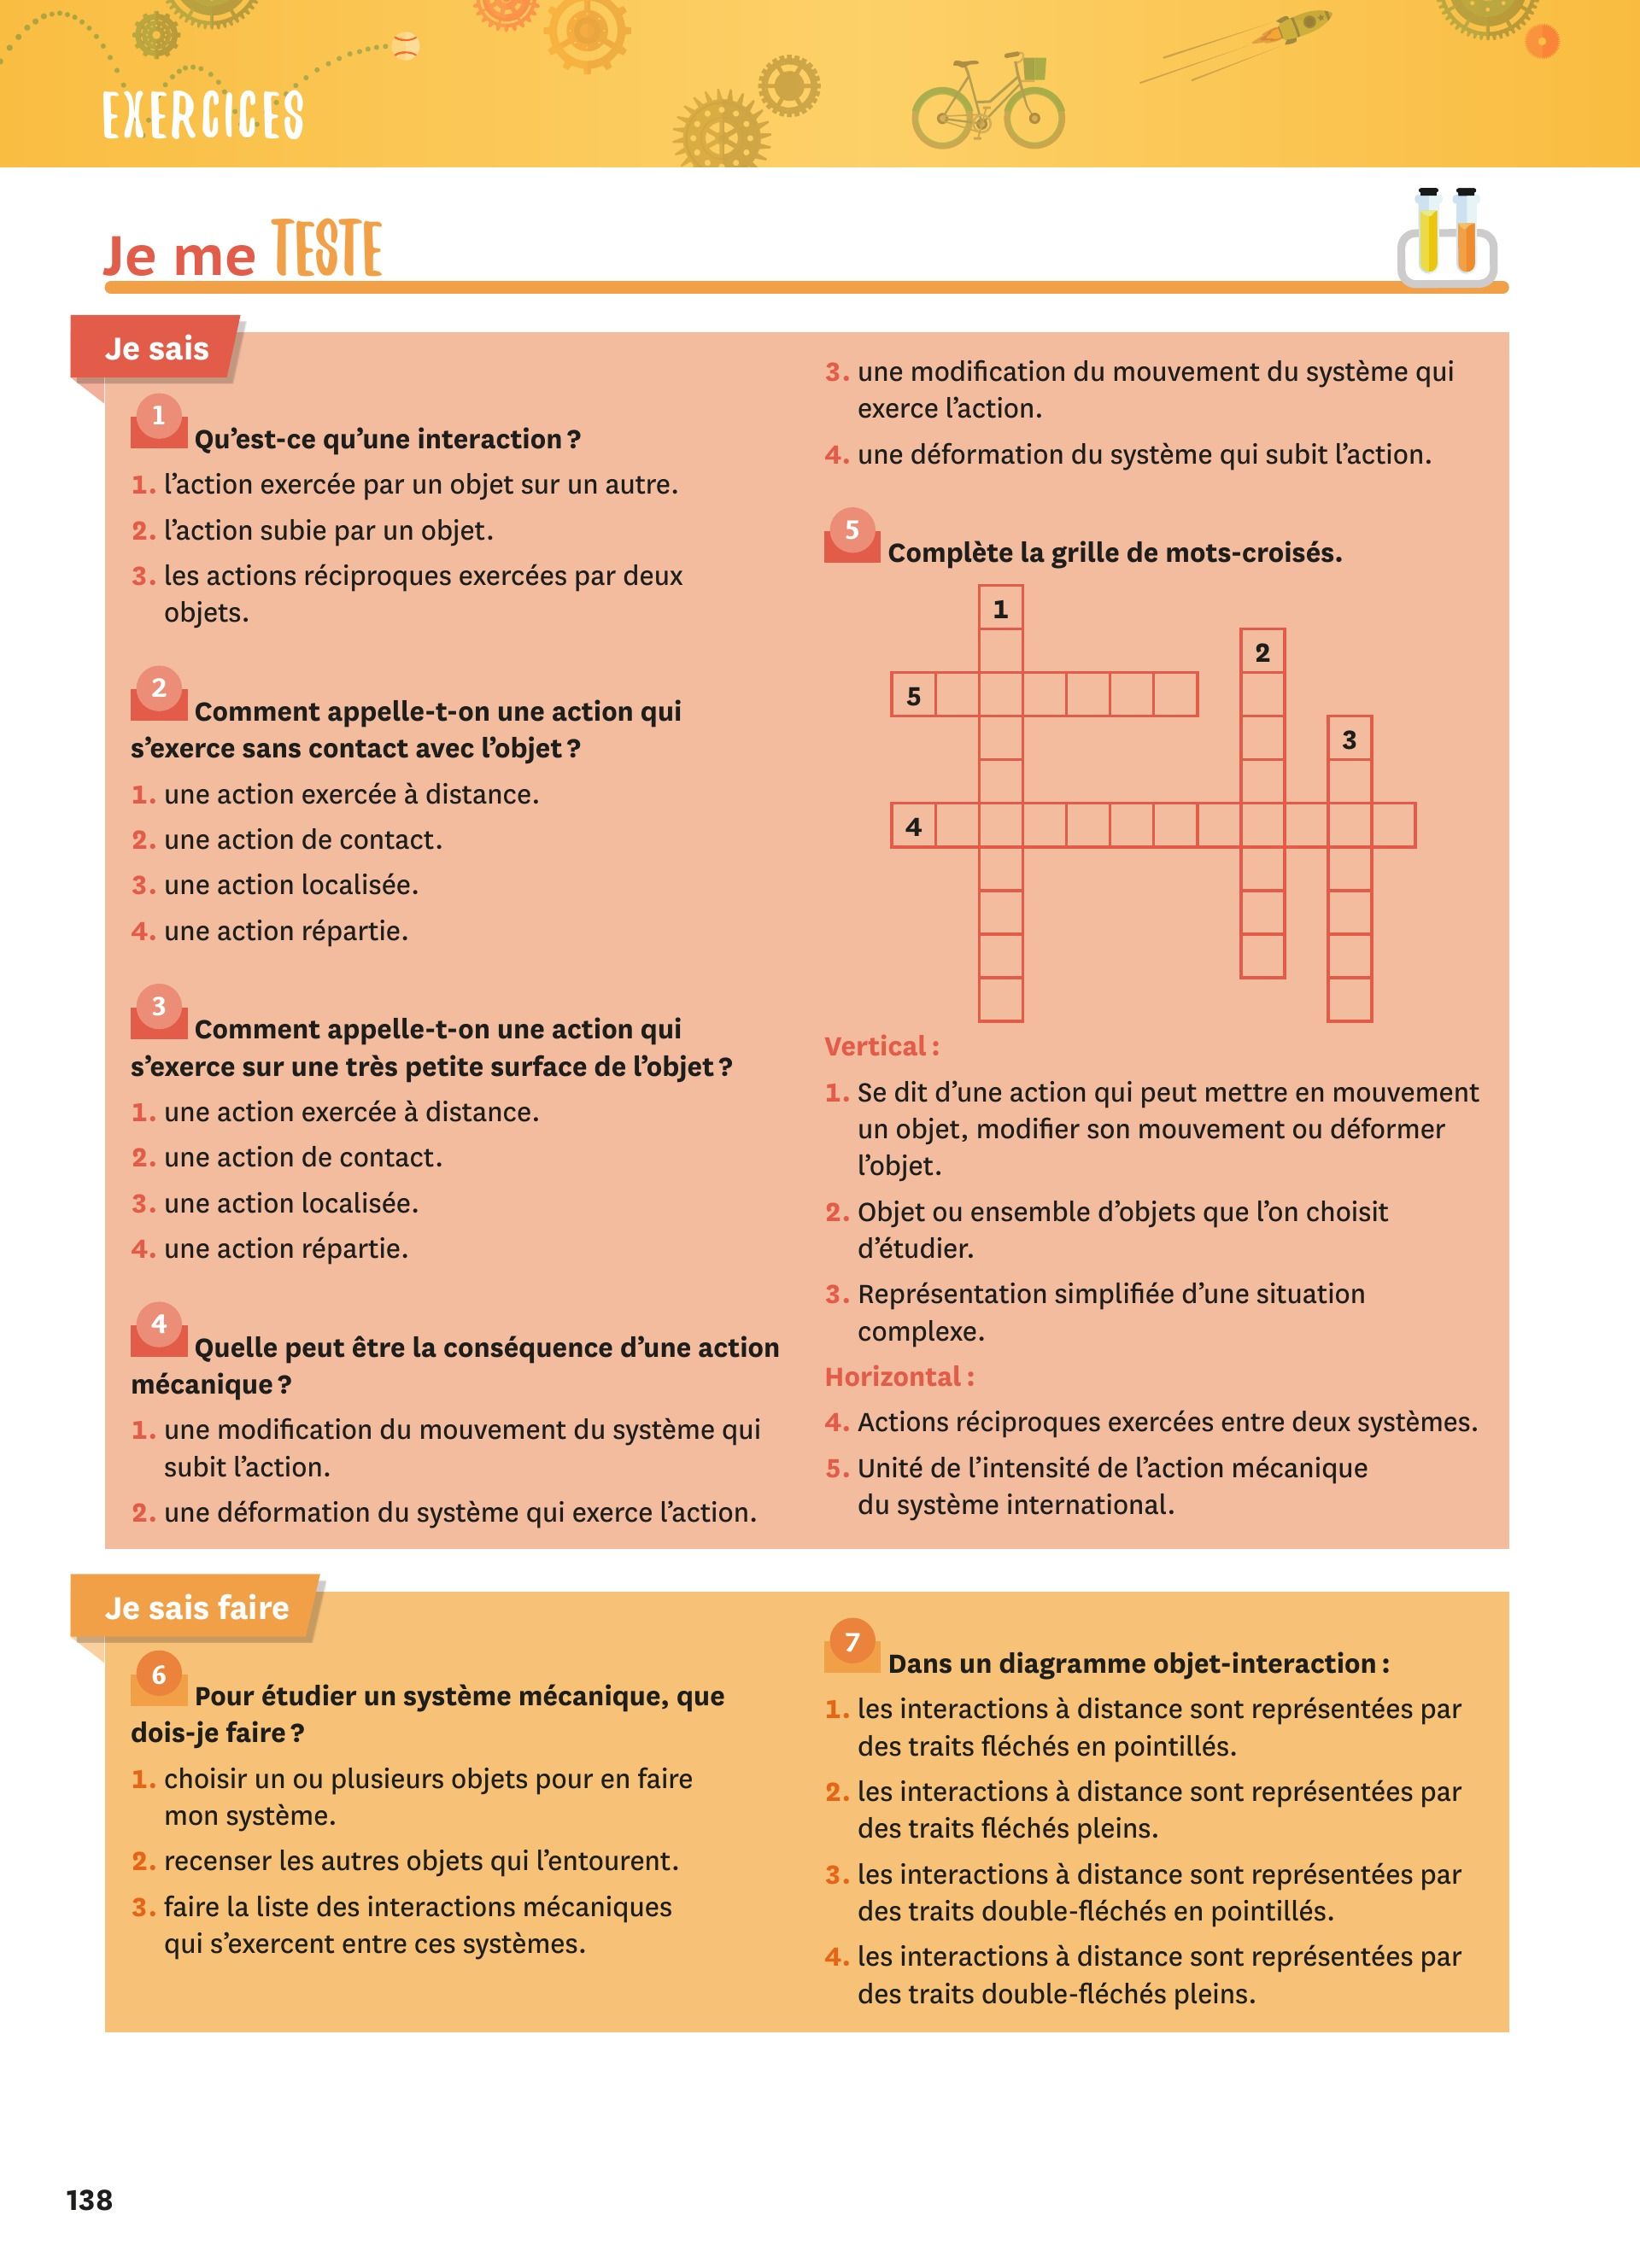 EXERCICES
Je me TESTE
Je sais
1 Qu’est-ce qu’une interaction ?
1. l’action exercée par un objet sur un autre.
2. l’action subie par un objet.
3. les actions réciproques exercées par deux
objets.
2 Comment appelle-t-on une action qui
s’exerce sans contact avec l’objet ?
1. une action exercée à distance.
2. une action de contact.
3. une action localisée.
4. une action répartie.
3 Comment appelle-t-on une action qui
s’exerce sur une très petite surface de l’objet ?
1. une action exercée à distance.
2. une action de contact.
3. une action localisée.
4. une action répartie.
4 Quelle peut être la conséquence d’une action
mécanique ?
1. une modification du mouvement du système qui
subit l’action.
2. une déformation du système qui exerce l’action.
3. une modification du mouvement du système qui
exerce l’action.
4. une déformation du système qui subit l’action.
5 Complète la grille de mots-croisés.
1
2
5
3
4
Vertical :
1. Se dit d’une action qui peut mettre en mouvement
un objet, modifier son mouvement ou déformer
l’objet.
2. Objet ou ensemble d’objets que l’on choisit
d’étudier.
3. Représentation simplifiée d’une situation
complexe.
Horizontal :
4. Actions réciproques exercées entre deux systèmes.
5. Unité de l’intensité de l’action mécanique
du système international.
Je sais faire
6 Pour étudier un système mécanique, que
dois-je faire ?
1. choisir un ou plusieurs objets pour en faire
mon système.
2. recenser les autres objets qui l’entourent.
3. faire la liste des interactions mécaniques
qui s’exercent entre ces systèmes.
7 Dans un diagramme objet-interaction :
1. les interactions à distance sont représentées par
des traits fléchés en pointillés.
2. les interactions à distance sont représentées par
des traits fléchés pleins.
3. les interactions à distance sont représentées par
des traits double-fléchés en pointillés.
4. les interactions à distance sont représentées par
des traits double-fléchés pleins.
138